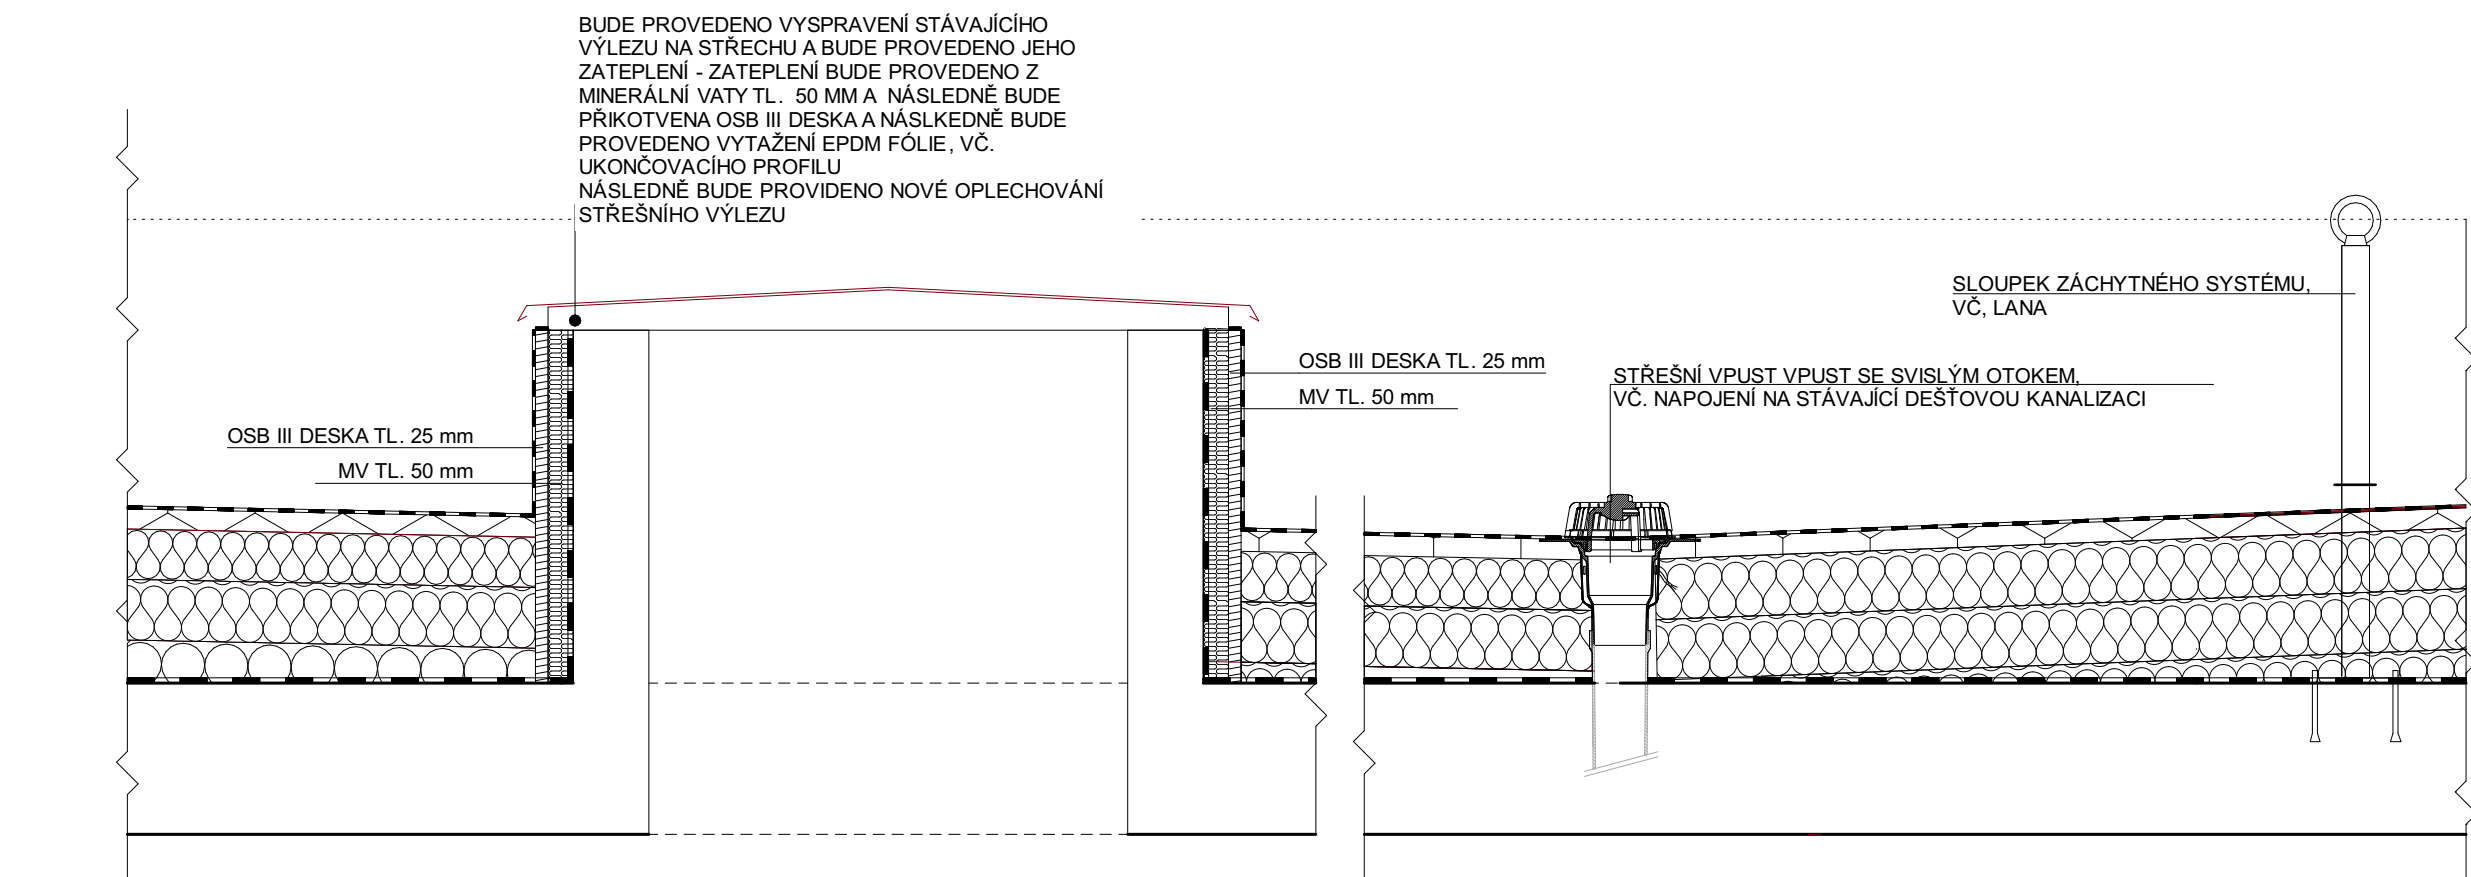 BUDE PROVEDENO VYSPRAVENÍ STÁVAJÍCÍHO
VÝLEZU NA STŘECHU A BUDE PROVEDENO JEHO
ZATEPLENÍ - ZATEPLENÍ BUDE PROVEDENO Z
MINERÁLNÍ VATY TL. 50 MM A NÁSLEDNĚ BUDE
PŘIKOTVENA OSB III DESKA A NÁSLKEDNĚ BUDE
PROVEDENO VYTAŽENÍ EPDM FÓLIE, VČ.
UKONČOVACÍHO PROFILU
NÁSLEDNĚ BUDE PROVIDENO NOVÉ OPLECHOVÁNÍ
STŘEŠNÍHO VÝLEZU
SLOUPEK ZÁCHYTNÉHO SYSTÉMU,
VČ, LANA
OSB III DESKA TL. 25 mm
MV TL. 50 mm
STŘEŠNÍ VPUST VPUST SE SVISLÝM OTOKEM,
VČ. NAPOJENÍ NA STÁVAJÍCÍ DEŠŤOVOU KANALIZACI
OSB III DESKA TL. 25 mm
MV TL. 50 mm